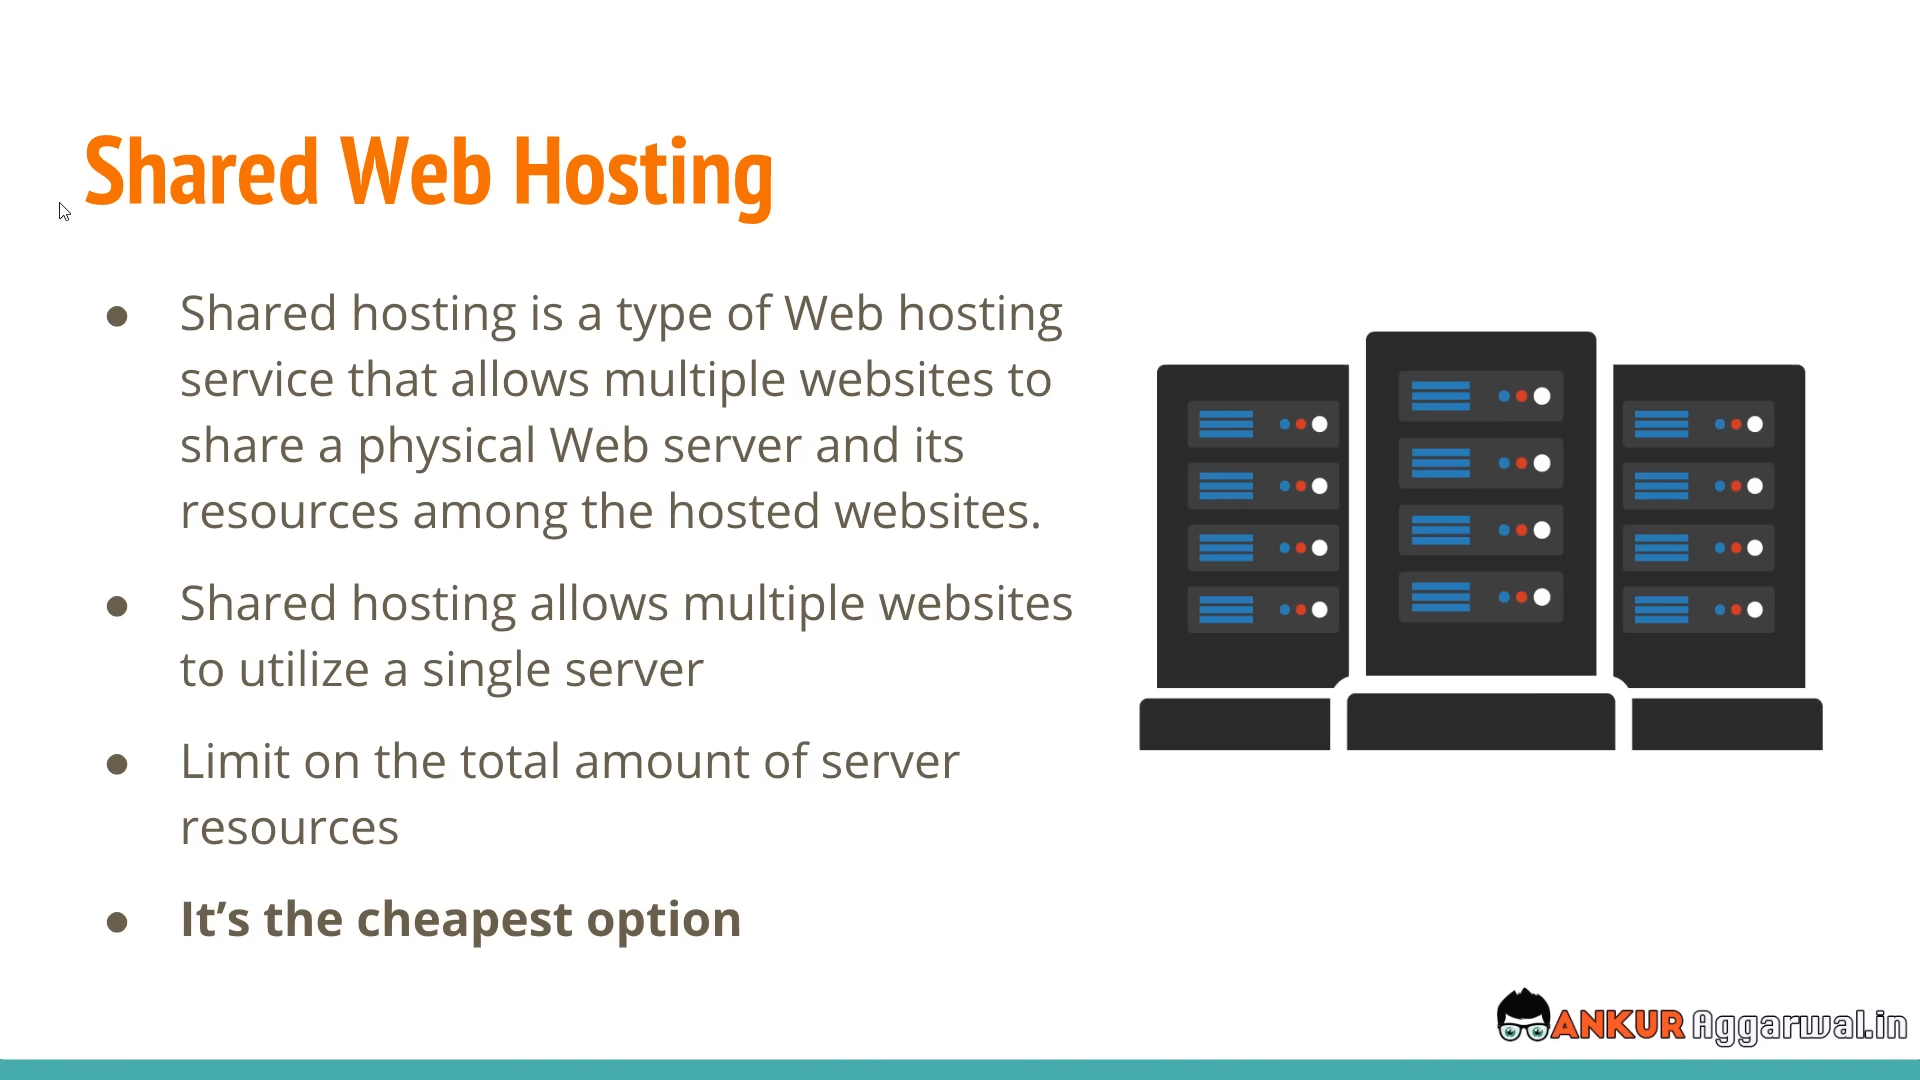 Shared Web Hosting
● Shared hosting is a type of Web hosting
service that allows multiple websites to
share a physical Web server and its
resources among the hosted websites.
● Shared hosting allows multiple websites
to utilize a single server
● Limit on the total amount of server
resources
● It’s the cheapest option
ANKUR Aggarwal.in